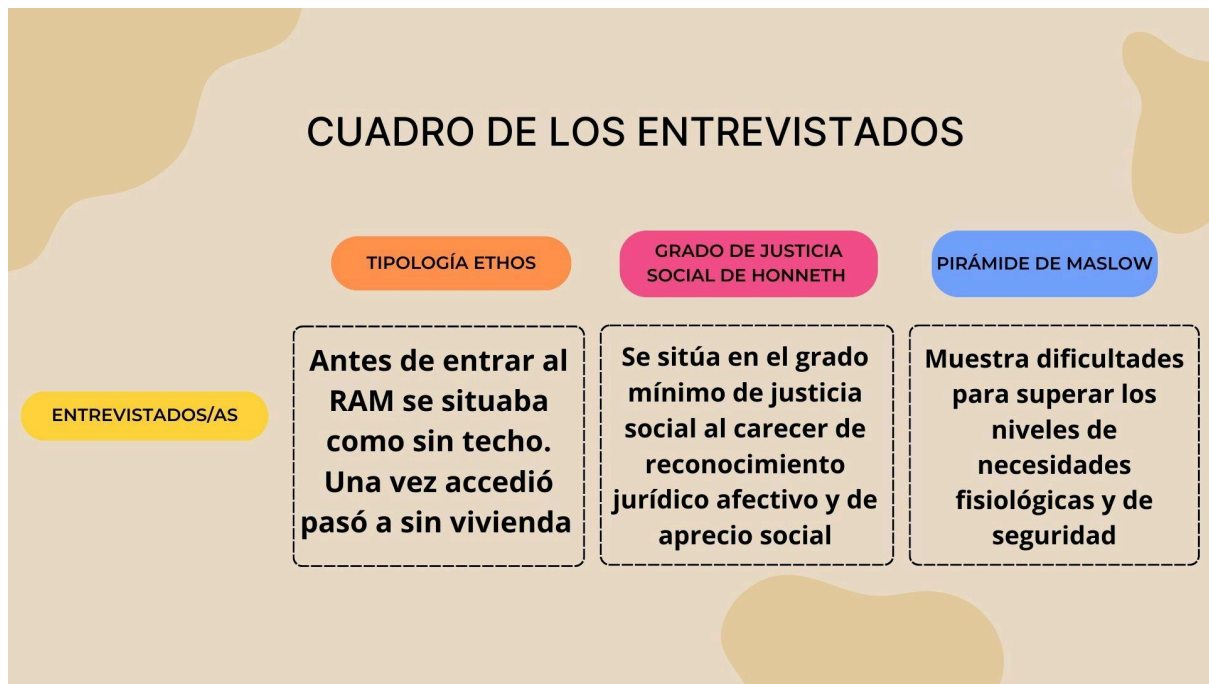 CUADRO DE LOS ENTREVISTADOS
TIPOLOGÍA ETHOS
GRADO DE JUSTICIA
SOCIAL DE HONNETH
PIRÁMIDE DE MASLOW
ENTREVISTADOS/AS
Antes de entrar al
RAM se situaba
como sin techo.
Una vez accedió
pasó a sin vivienda
Se sitúa en el grado
mínimo de justicia
social al carecer de
reconocimiento
jurídico afectivo y de
aprecio social
Muestra dificultades
para superar los
niveles de
necesidades
fisiológicas y de
seguridad